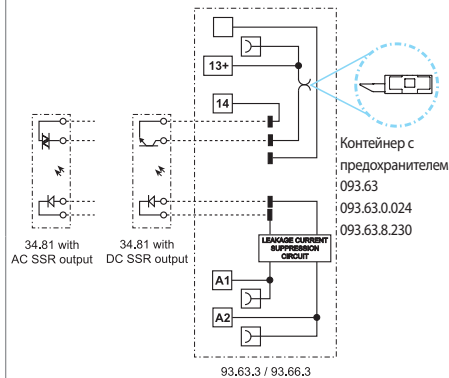 13+
14
Контейнер с
предохранителем
093.63
093.63.0.024
093.63.8.230
34.81 with
AC SSR output
34.81 with
DC SSR output
LEAKAGE CURRENT
SUPPRESSION
CIRCUIT
A1
A2
93.63.3 / 93.66.3